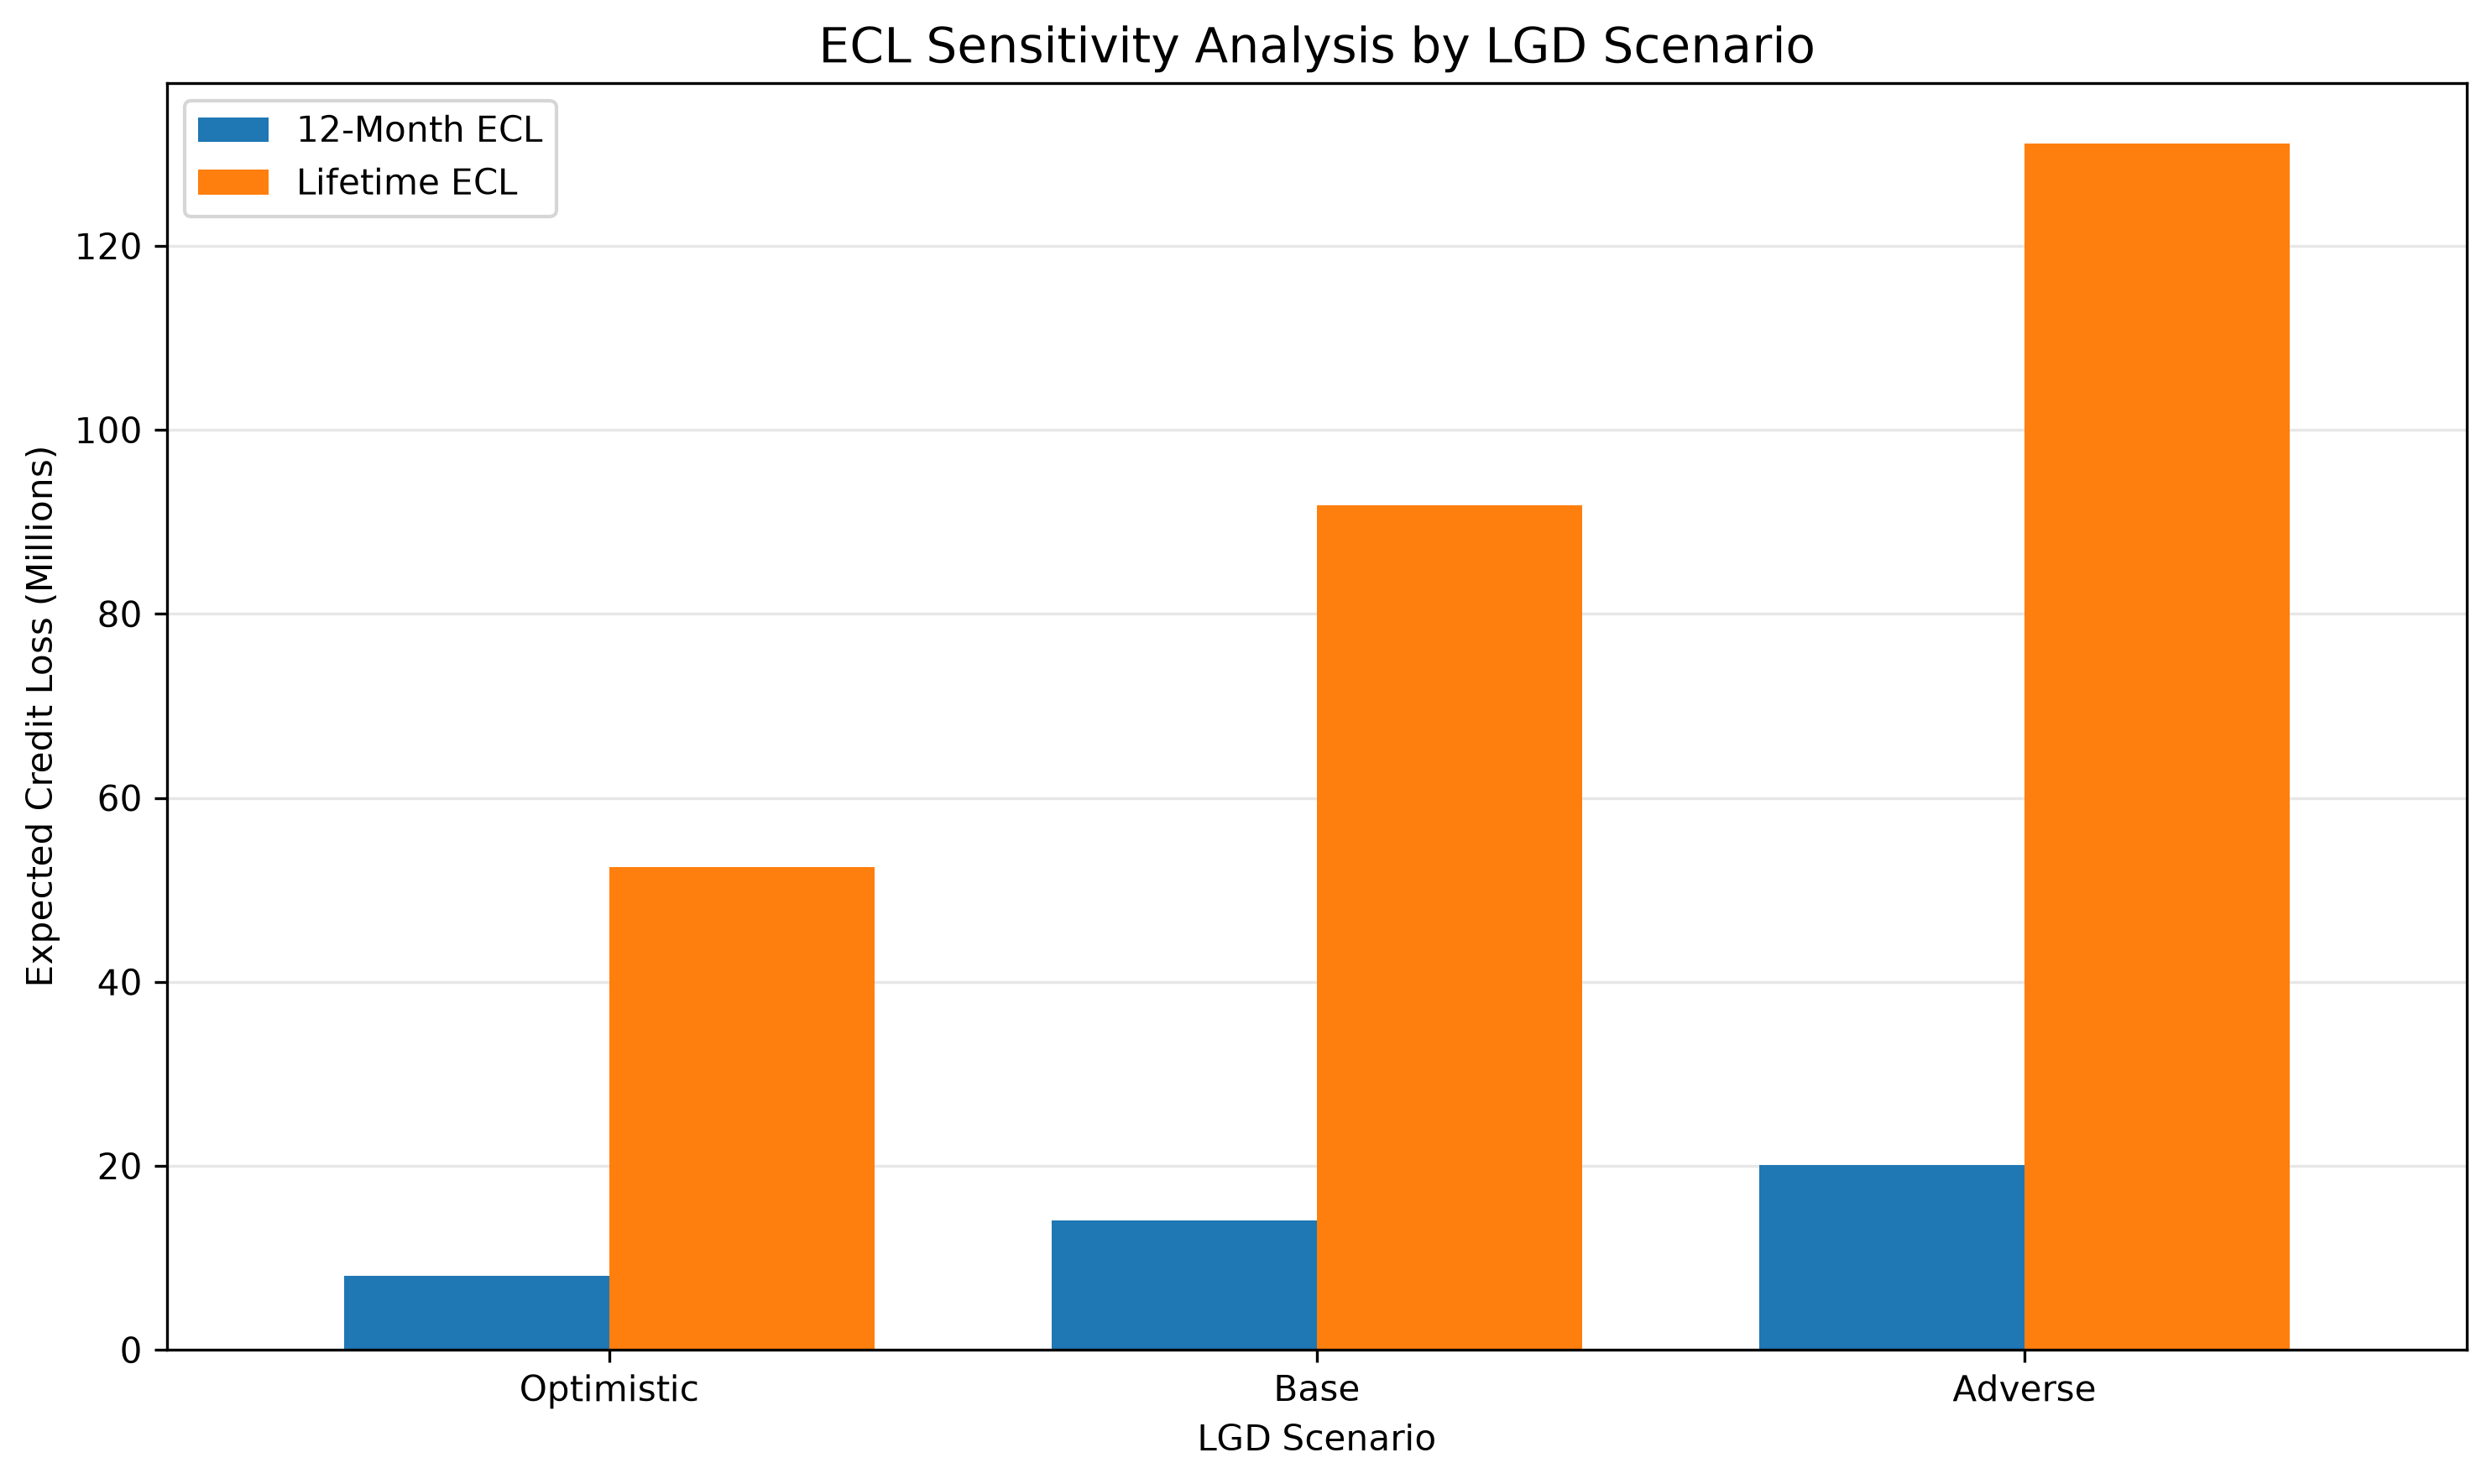 ECL Sensitivity Analysis by LGD Scenario
12-Month ECL
Lifetime ECL
Expected Credit Loss (Millions)
120
100
80
60
40
20
0
Optimistic
Base
Adverse
LGD Scenario